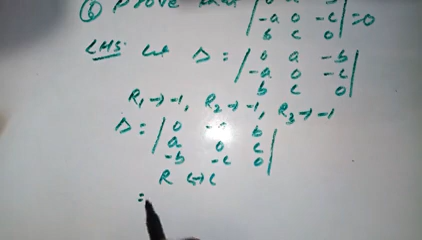 ⑥ Prove that | 0 a -b |
| -a 0 -c | = 0
| b c 0 |
LHS: Let Δ = | 0 a -b |
| -a 0 -c |
| b c 0 |
R₁→-1, R₂→-1, R₃→-1
Δ = | 0 -a b |
| a 0 c |
| -b -c 0 |
R ↔ C
=